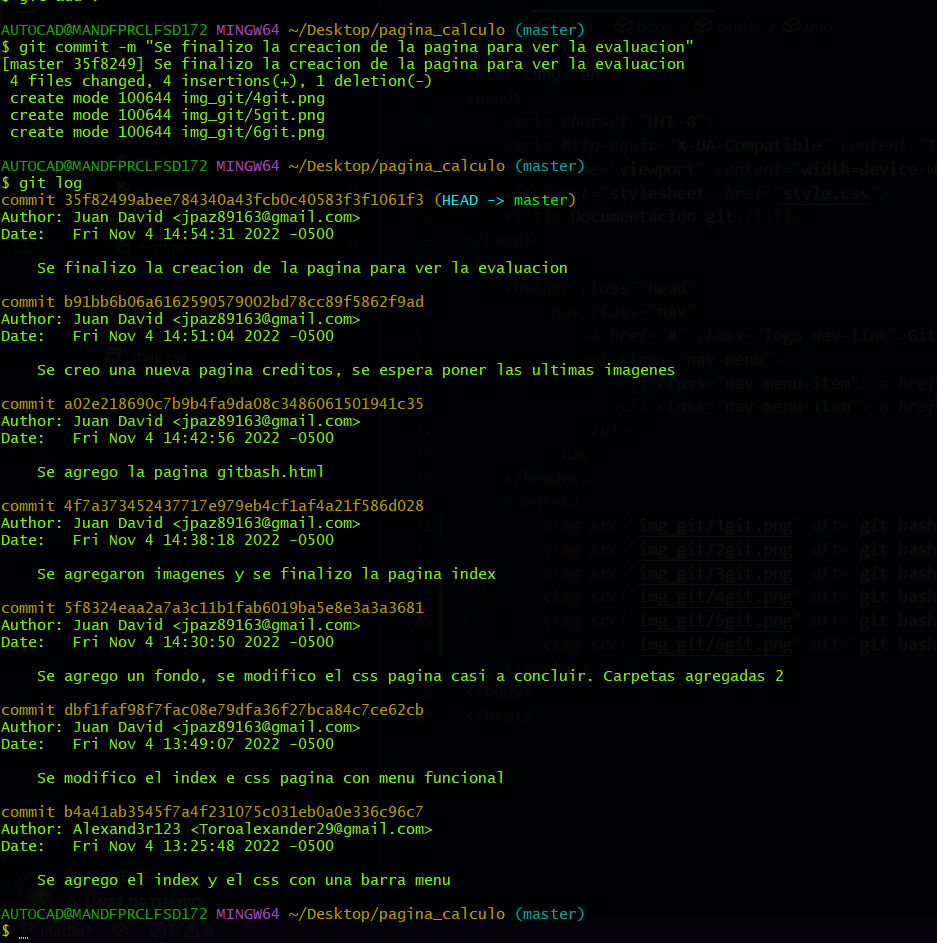 AUTOCAD@MANDFPRCLFSD172 MINGW64 ~/Desktop/pagina_calculo (master)
$ git commit -m "Se finalizo la creacion de la pagina para ver la evaluacion"
[master 35f8249] Se finalizo la creacion de la pagina para ver la evaluacion
 4 files changed, 4 insertions(+), 1 deletion(-)
 create mode 100644 img_git/4git.png
 create mode 100644 img_git/5git.png
 create mode 100644 img_git/6git.png
AUTOCAD@MANDFPRCLFSD172 MINGW64 ~/Desktop/pagina_calculo (master)
$ git log
commit 35f82499abee784340a43fcb0c40583f3f1061f3 (HEAD -> master)
Author: Juan David <jpaz89163@gmail.com>
Date:   Fri Nov 4 14:54:31 2022 -0500
    Se finalizo la creacion de la pagina para ver la evaluacion
commit b91bb6b06a6162590579002bd78cc89f5862f9ad
Author: Juan David <jpaz89163@gmail.com>
Date:   Fri Nov 4 14:51:04 2022 -0500
    Se creo una nueva pagina creditos, se espera poner las ultimas imagenes
commit a02e218690c7b9b4fa9da08c3486061501941c35
Author: Juan David <jpaz89163@gmail.com>
Date:   Fri Nov 4 14:42:56 2022 -0500
    Se agrego la pagina gitbash.html
commit 4f7a373452437717e979eb4cf1af4a21f586d028
Author: Juan David <jpaz89163@gmail.com>
Date:   Fri Nov 4 14:38:18 2022 -0500
    Se agregaron imagenes y se finalizo la pagina index
commit 5f8324eaa2a7a3c11b1fab6019ba5e8e3a3a3681
Author: Juan David <jpaz89163@gmail.com>
Date:   Fri Nov 4 14:30:50 2022 -0500
    Se agrego un fondo, se modifico el css pagina casi a concluir. Carpetas agregadas 2
commit dbf1faf98f7fac08e79dfa36f27bca84c7ce62cb
Author: Juan David <jpaz89163@gmail.com>
Date:   Fri Nov 4 13:49:07 2022 -0500
    Se modifico el index e css pagina con menu funcional
commit b4a41ab3545f7a4f231075c031eb0a0e336c96c7
Author: Alexand3r123 <Toroalexander29@gmail.com>
Date:   Fri Nov 4 13:25:48 2022 -0500
    Se agrego el index y el css con una barra menu
AUTOCAD@MANDFPRCLFSD172 MINGW64 ~/Desktop/pagina_calculo (master)
$